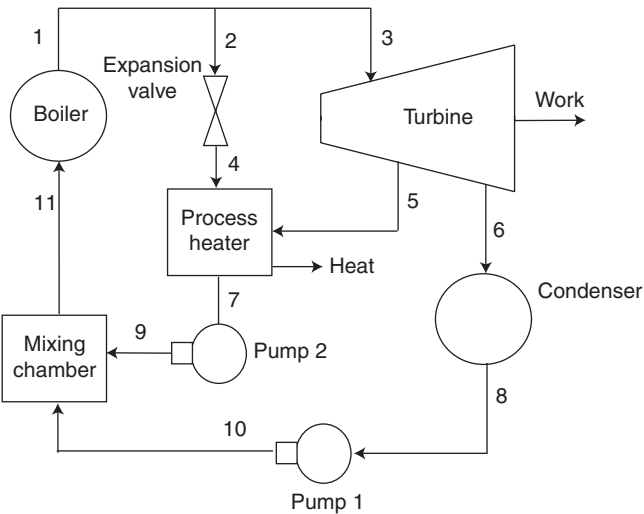 1
2
3
Expansion
valve
Boiler
Turbine
Work
4
11
5
Process
heater
6
Heat
Condenser
7
9
Mixing
chamber
Pump 2
8
10
Pump 1